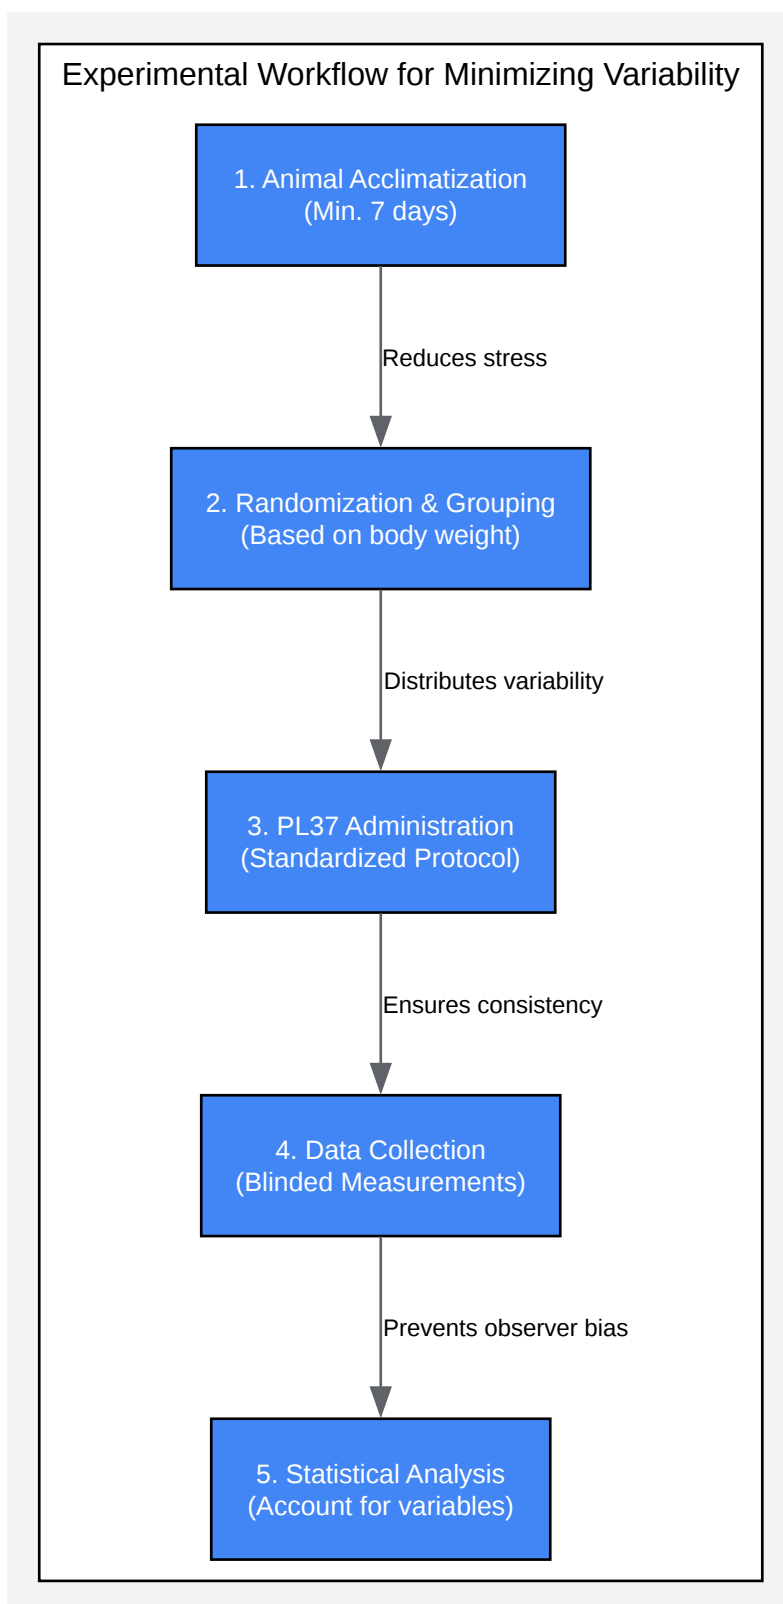 Experimental Workflow for Minimizing Variability
1. Animal Acclimatization
(Min. 7 days)
Reduces stress
2. Randomization & Grouping
(Based on body weight)
Distributes variability
3. PL37 Administration
(Standardized Protocol)
Ensures consistency
4. Data Collection
(Blinded Measurements)
Prevents observer bias
5. Statistical Analysis
(Account for variables)